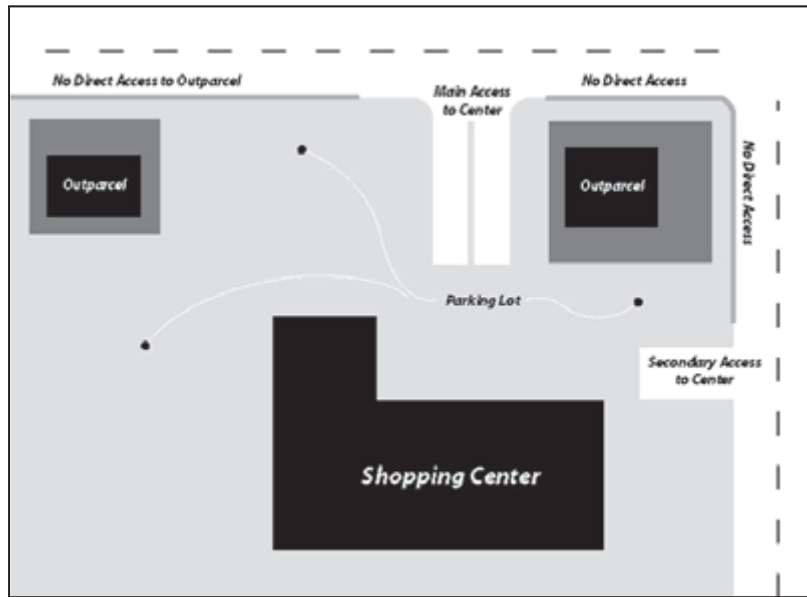 No Direct Access to Outparcel
Main Access
to Center
No Direct Access
Outparcel
Outparcel
No Direct Access
Parking Lot
Secondary Access
to Center
Shopping Center